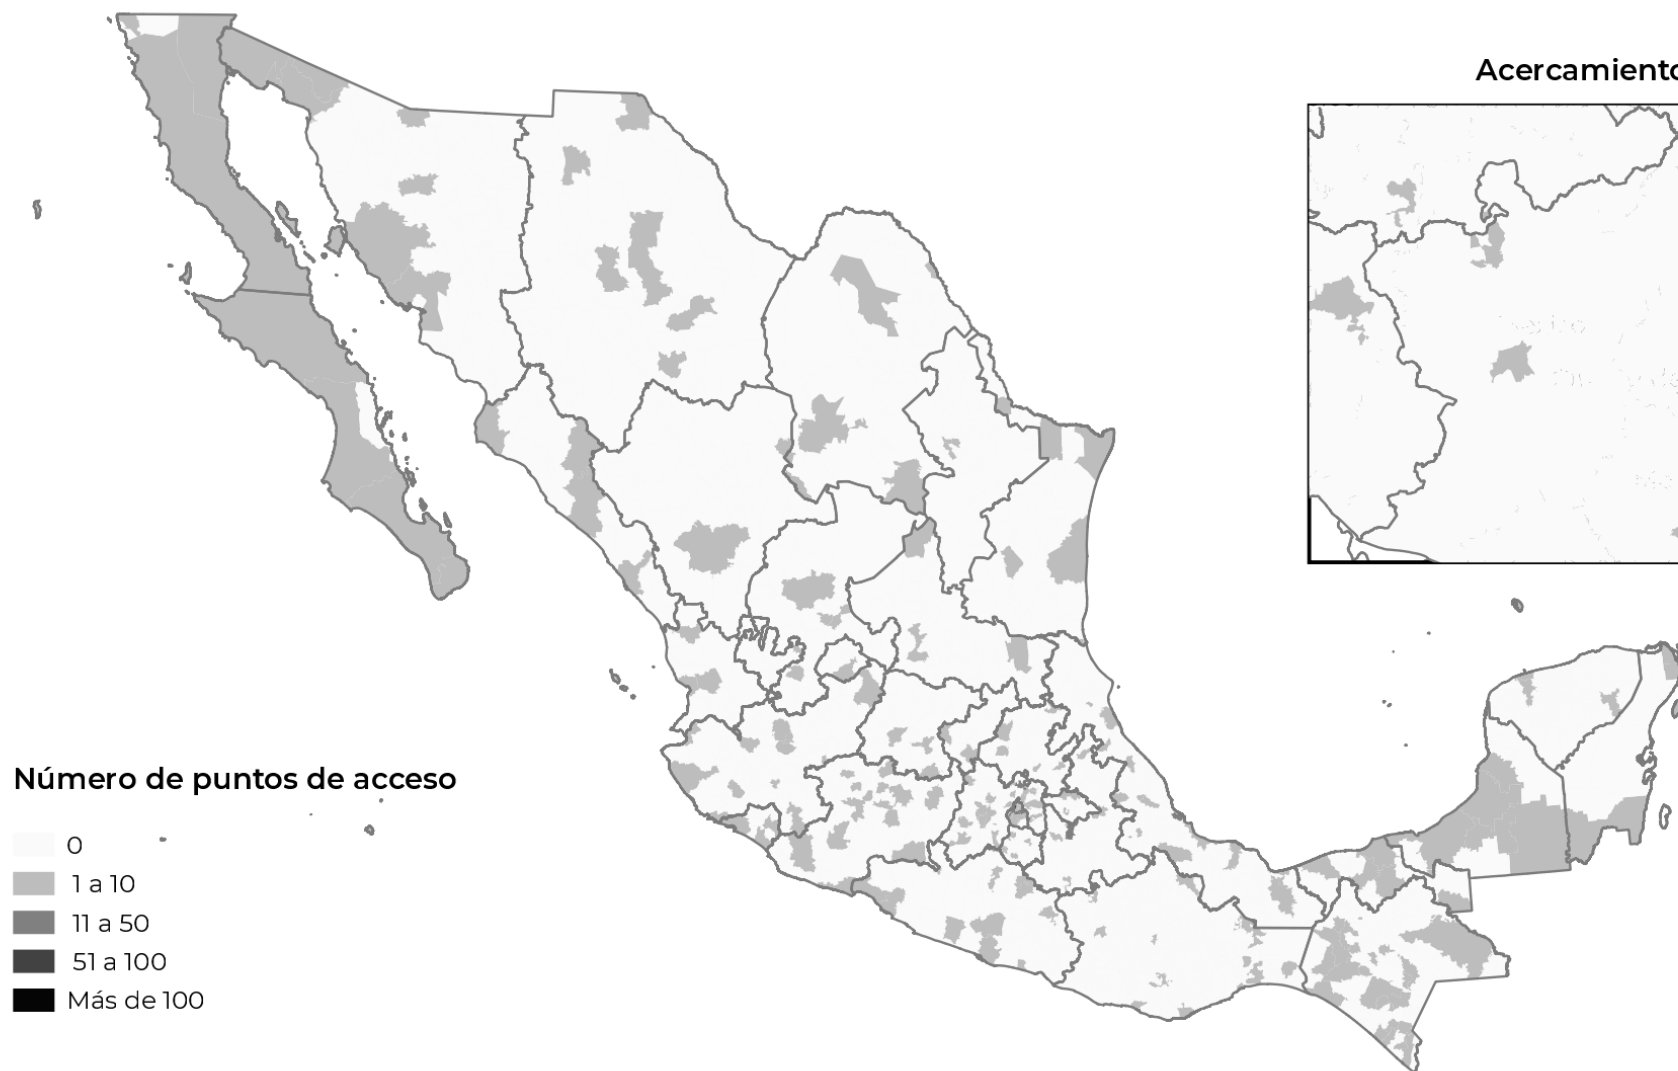 Acercamiento
Número de puntos de acceso
0
1 a 10
11 a 50
51 a 100
Más de 100